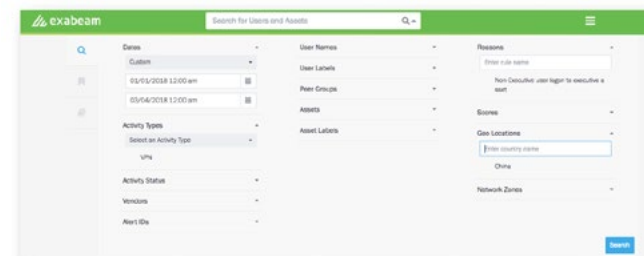 exabeam
Search for Users and Assets
Dates
Custom
01/01/2018 12:00 am
03/04/2018 12:00 am
Activity Types
Select an Activity Type
VPN
Activity Status
Vendors
Alert IDs
User Names
User Labels
Peer Groups
Assets
Asset Labels
Reasons
Enter rule name
Non-Executive user logon to executive a
sset
Scores
Geo Locations
Enter country name
China
Network Zones
Search